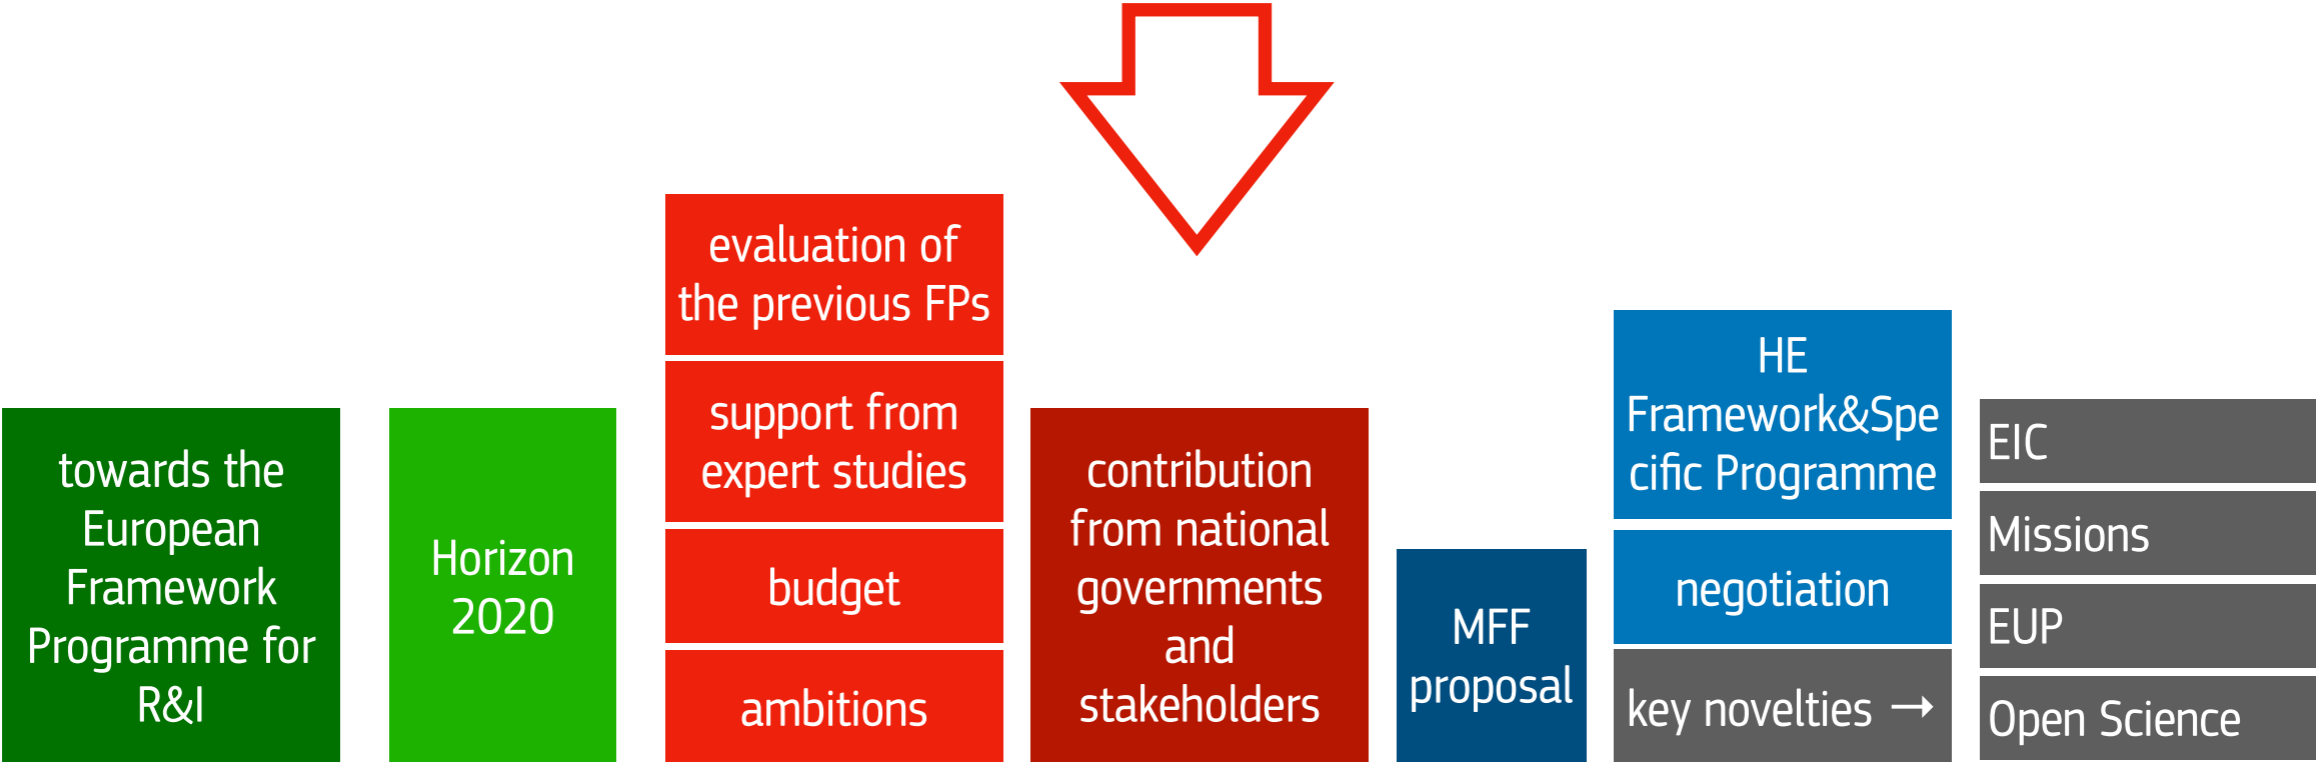 towards the
European
Framework
Programme for
R&I
Horizon
2020
evaluation of
the previous FPs
support from
expert studies
budget
ambitions
contribution
from national
governments
and
stakeholders
MFF
proposal
HE
Framework&Spe
cific Programme
negotiation
key novelties →
EIC
Missions
EUP
Open Science